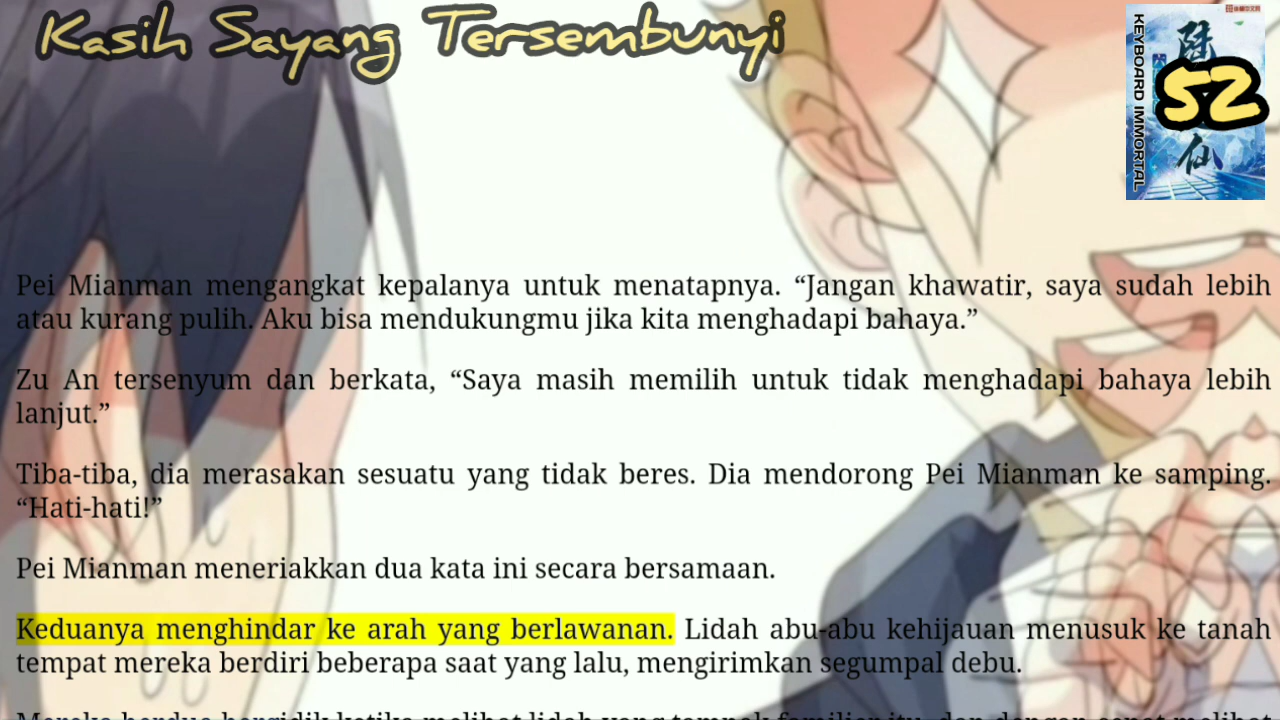 Kasih Sayang Tersembunyi
KEYBOARD IMMORTAL
52
Pei Mianman mengangkat kepalanya untuk menatapnya. “Jangan khawatir, saya sudah lebih
atau kurang pulih. Aku bisa mendukungmu jika kita menghadapi bahaya.”
Zu An tersenyum dan berkata, “Saya masih memilih untuk tidak menghadapi bahaya lebih
lanjut.”
Tiba-tiba, dia merasakan sesuatu yang tidak beres. Dia mendorong Pei Mianman ke samping.
“Hati-hati!”
Pei Mianman meneriakkan dua kata ini secara bersamaan.
Keduanya menghindar ke arah yang berlawanan. Lidah abu-abu kehijauan menusuk ke tanah
tempat mereka berdiri beberapa saat yang lalu, mengirimkan segumpal debu.